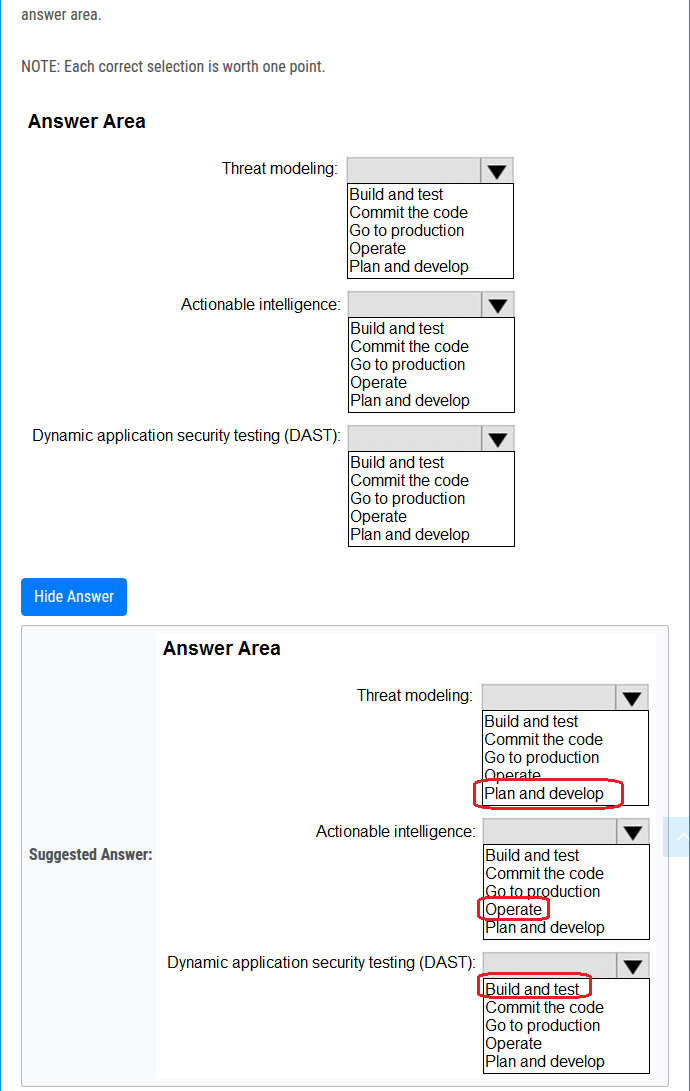 answer area.
NOTE: Each correct selection is worth one point.
Answer Area
Threat modeling:
Build and test
Commit the code
Go to production
Operate
Plan and develop
Actionable intelligence:
Build and test
Commit the code
Go to production
Operate
Plan and develop
Dynamic application security testing (DAST):
Build and test
Commit the code
Go to production
Operate
Plan and develop
Hide Answer
Suggested Answer:
Answer Area
Threat modeling:
Build and test
Commit the code
Go to production
Operate
Plan and develop
Actionable intelligence:
Build and test
Commit the code
Go to production
Operate
Plan and develop
Dynamic application security testing (DAST):
Build and test
Commit the code
Go to production
Operate
Plan and develop